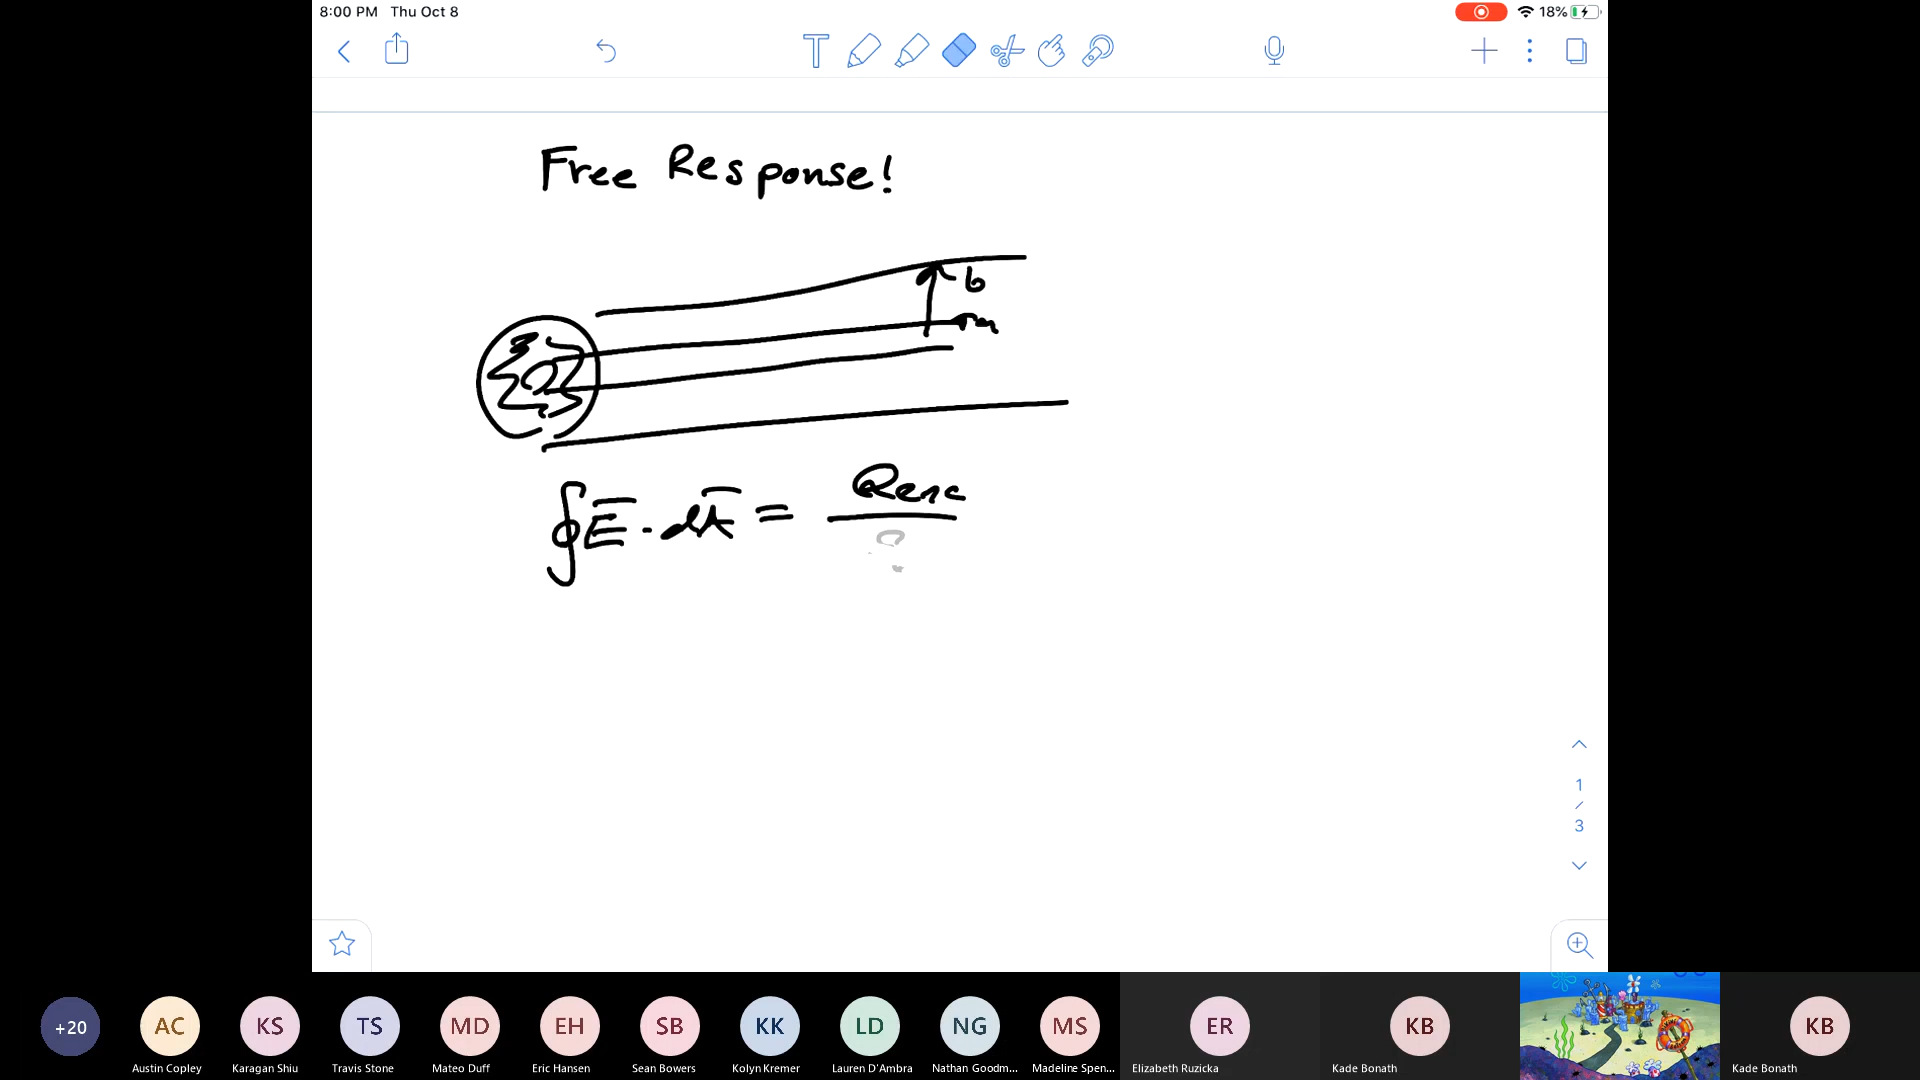 8:00 PM Thu Oct 8
18%
T
Free Response!
b
∮E̅ · dA̅ = Qenc
?
1
/
3
+20
AC KS TS MD EH SB KK LD NG MS ER KB KB
Austin Copley Karagan Shiu Travis Stone Mateo Duff Eric Hansen Sean Bowers Kolyn Kremer Lauren D'Ambra Nathan Goodm... Madeline Spen... Elizabeth Ruzicka Kade Bonath Kade Bonath